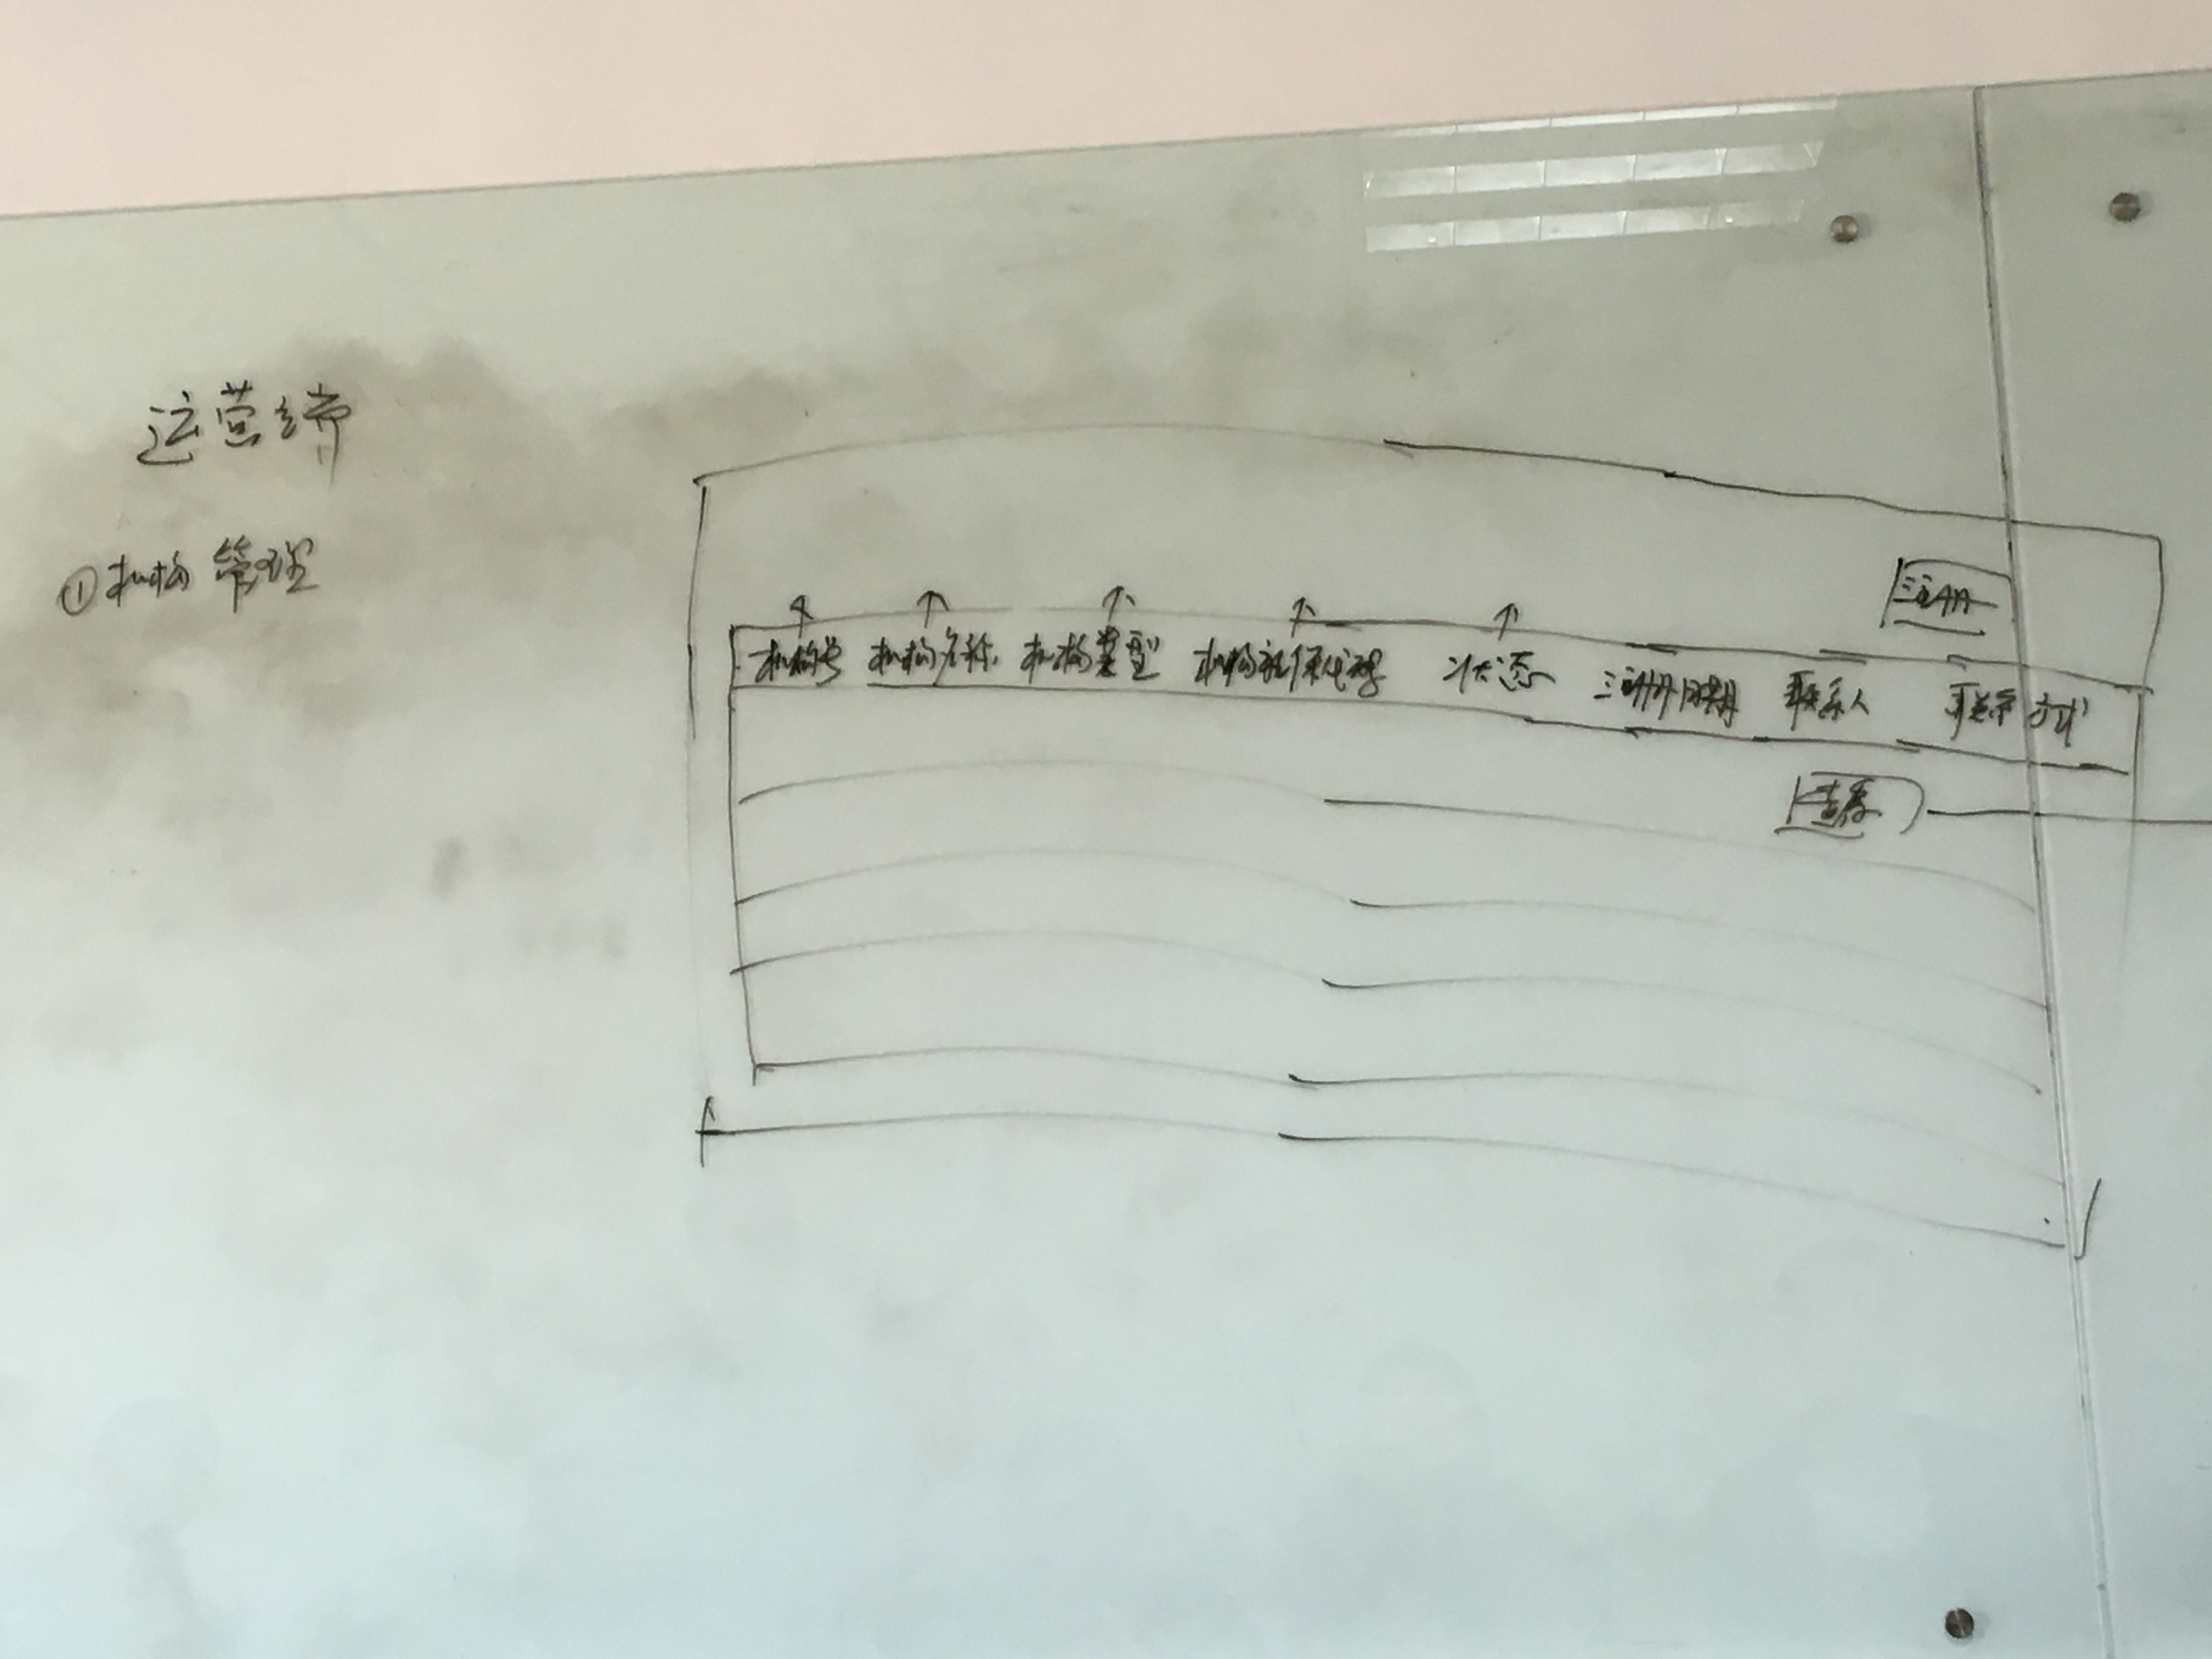 运营端
①机构管理
注册
机构号 机构名称 机构类型 机构社保代码 状态 注册日期 联系人 联系方式
查看